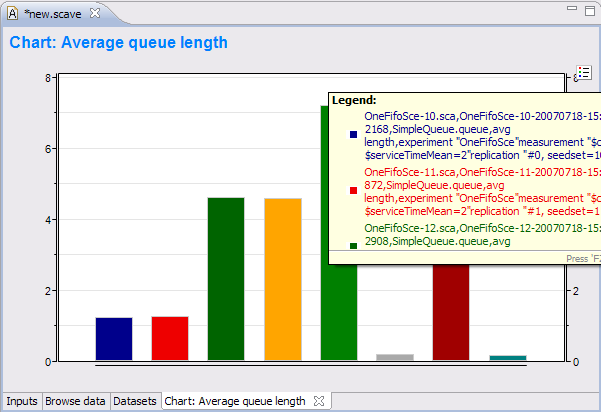 *new.scave
Chart: Average queue length
8
6
4
2
0
8
2
0
Legend:
OneFifoSce-10.sca,OneFifoSce-10-20070718-15:
2168,SimpleQueue.queue,avg
length,experiment "OneFifoSce"measurement "$
$serviceTimeMean=2"replication "#0, seedset=10
OneFifoSce-11.sca,OneFifoSce-11-20070718-15:
872,SimpleQueue.queue,avg
length,experiment "OneFifoSce"measurement "$
$serviceTimeMean=2"replication "#1, seedset=1
OneFifoSce-12.sca,OneFifoSce-12-20070718-15:
2908,SimpleQueue.queue,avg
Press 'F2
Inputs Browse data Datasets Chart: Average queue length